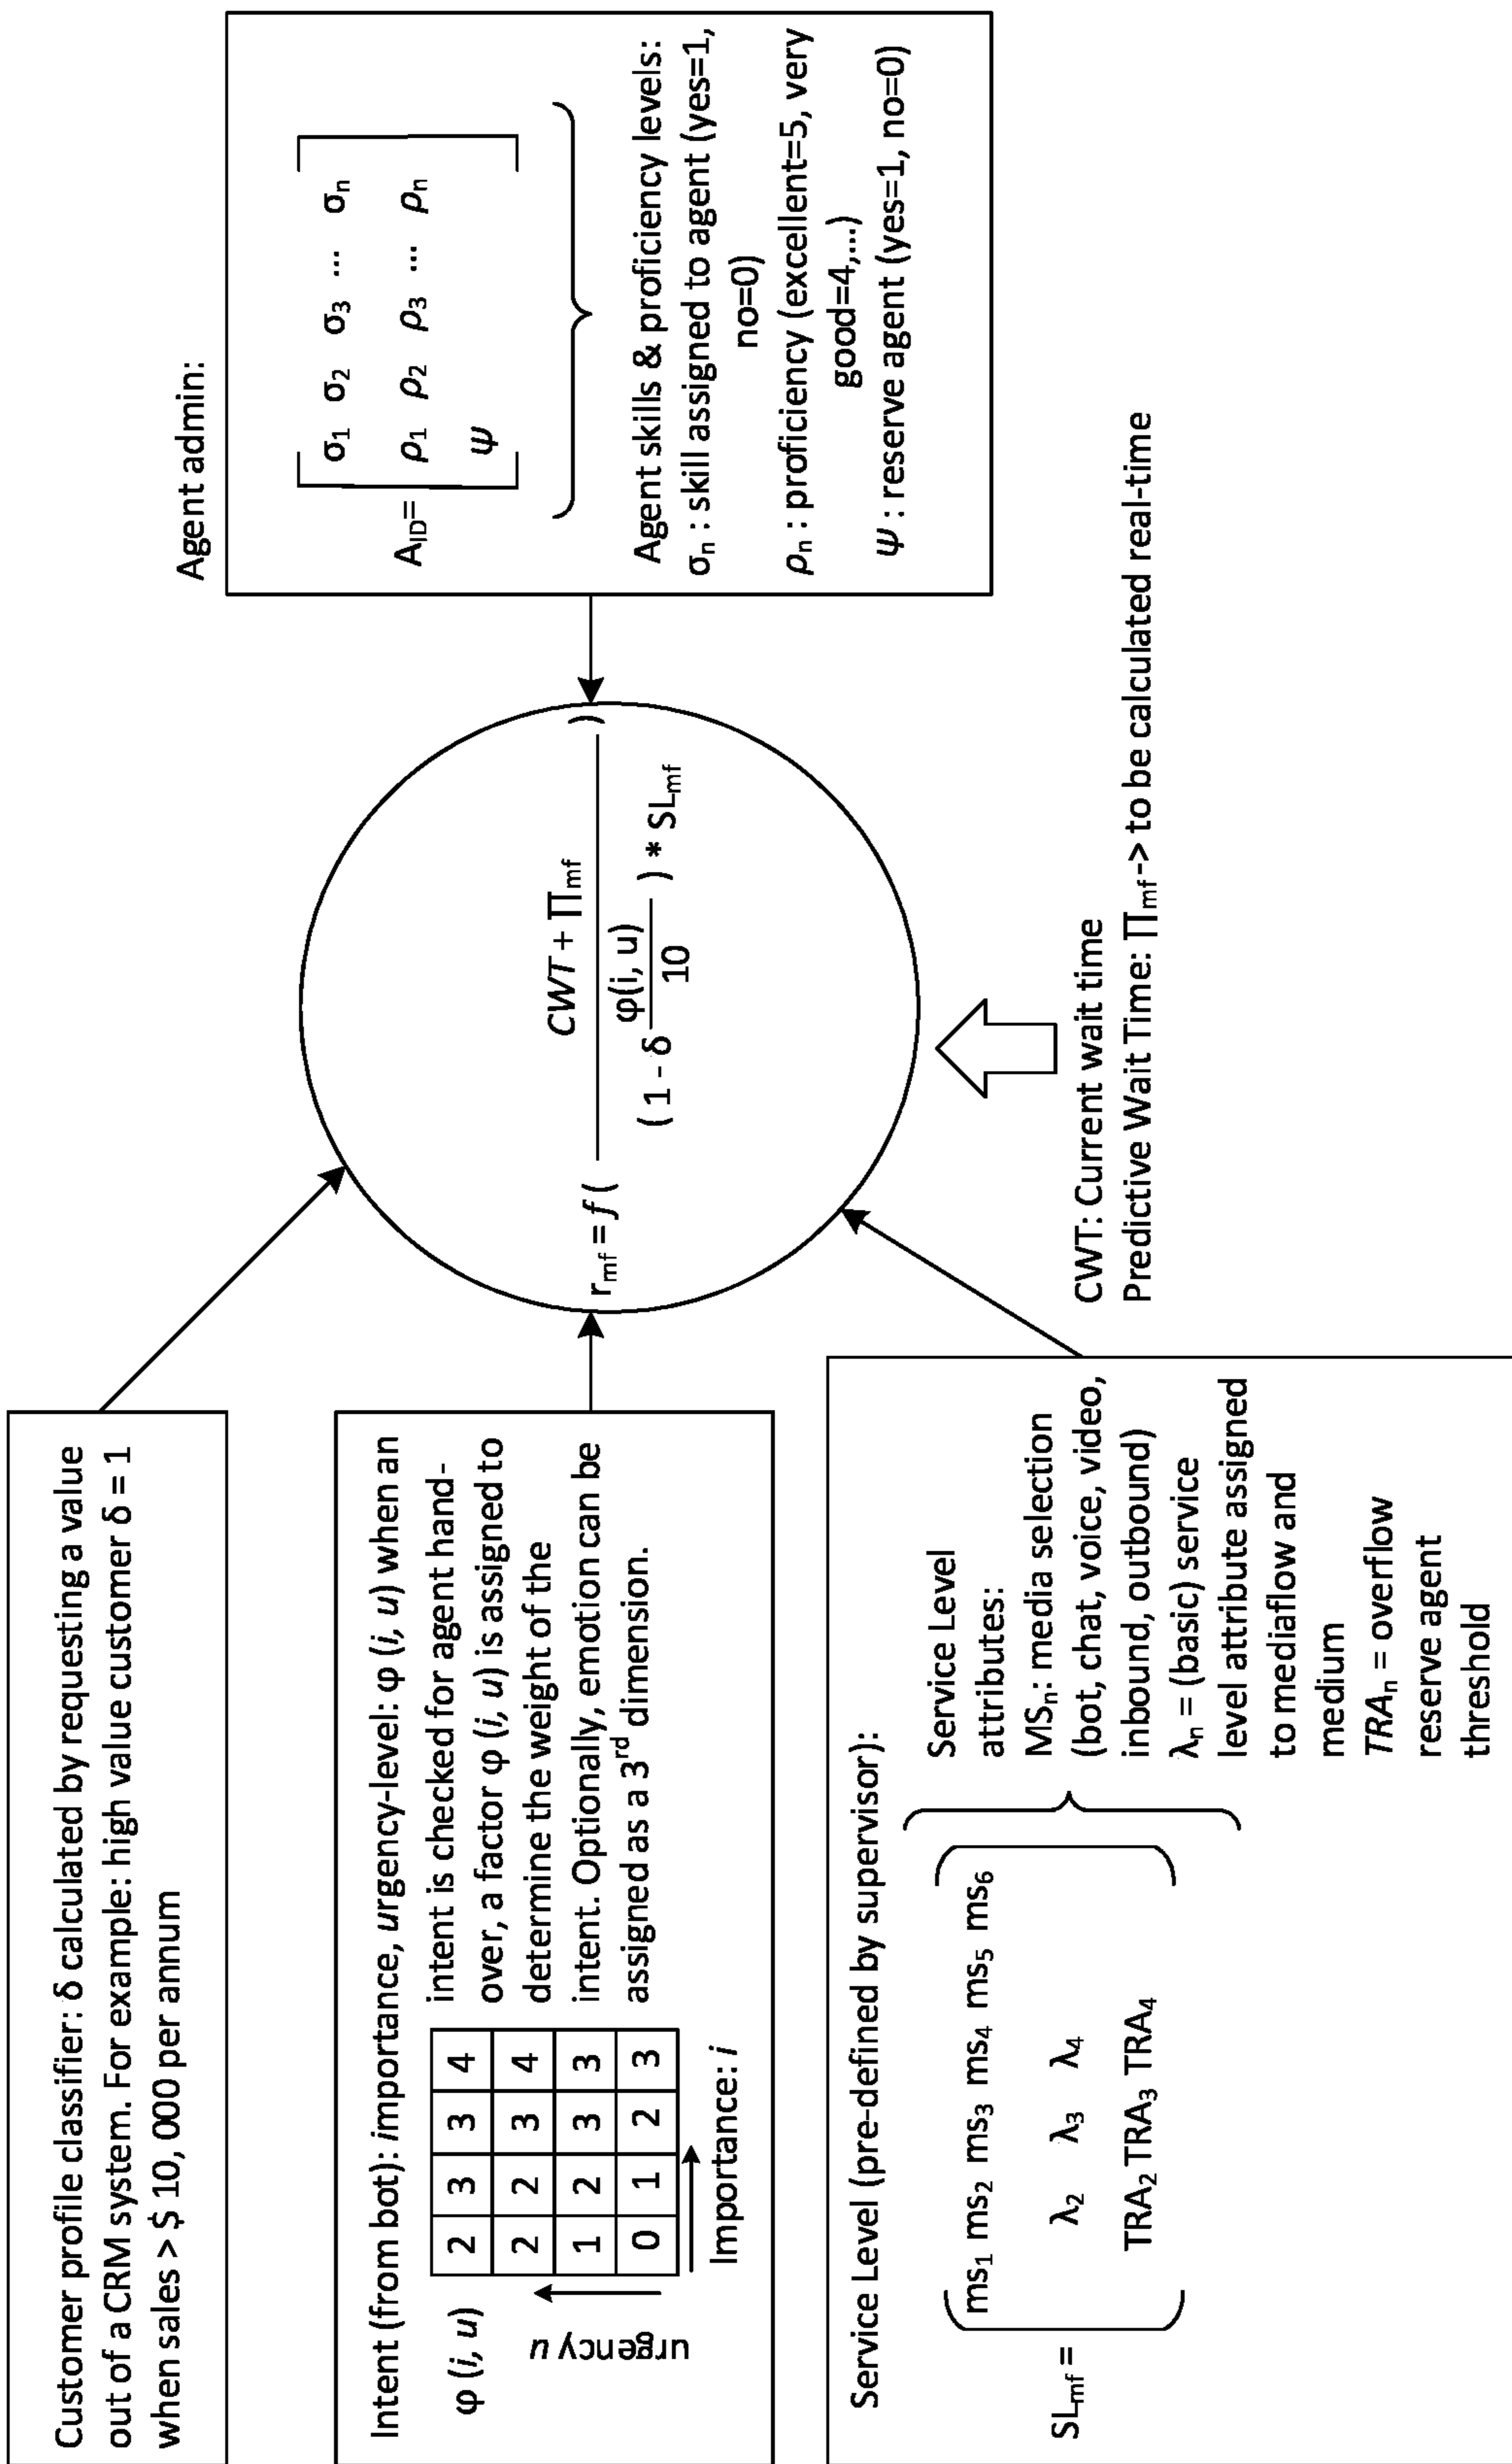 Customer profile classifier: δ calculated by requesting a value
out of a CRM system. For example: high value customer δ = 1
when sales >$ 10, 000 per annum
Intent (from bot): importance, urgency-level: φ (i, u) when an
intent is checked for agent hand-
over, a factor φ (i, u) is assigned to
determine the weight of the
intent. Optionally, emotion can be
assigned as a 3rd dimension.
φ (i, u)
urgency u
2 3 3 4
2 2 3 4
1 2 3 3
0 1 2 3
Importance: i
Service Level (pre-defined by supervisor):
SLmf =
ms1 ms2 ms3 ms4 ms5 ms6
λ2 λ3 λ4
TRA2 TRA3 TRA4
Service Level
attributes:
MSn: media selection
(bot, chat, voice, video,
inbound, outbound)
λn = (basic) service
level attribute assigned
to mediaflow and
medium
TRAn = overflow
reserve agent
threshold
rmf = f (
CWT + ∏mf
(1 - δ φ(i, u)/10 ) * SLmf
)
CWT: Current wait time
Predictive Wait Time: ∏mf -> to be calculated real-time
Agent admin:
AID=
σ1 σ2 σ3 ... σn
ρ1 ρ2 ρ3 ... ρn
ψ
Agent skills & proficiency levels:
σn : skill assigned to agent (yes=1,
no=0)
ρn : proficiency (excellent=5, very
good=4,...)
ψ : reserve agent (yes=1, no=0)